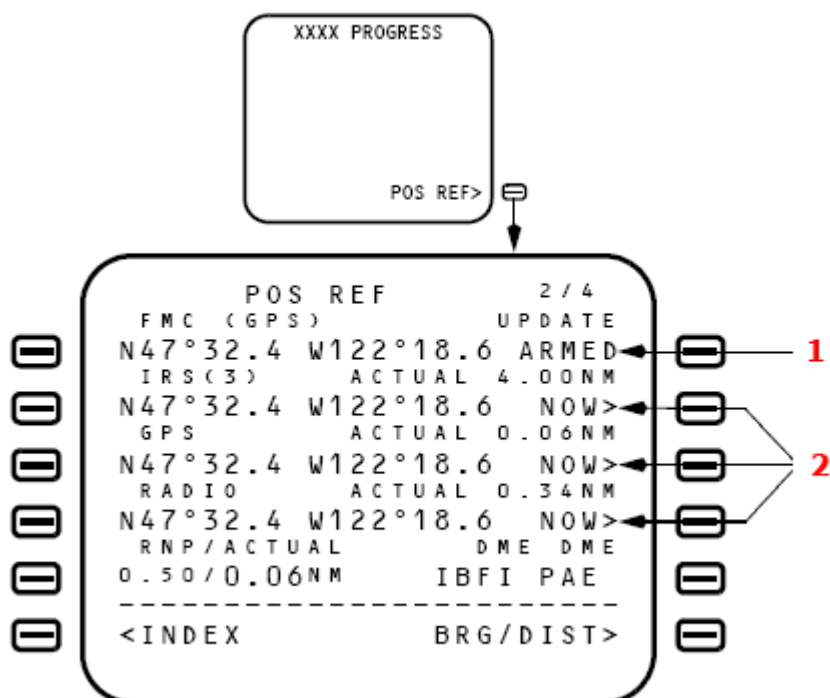 XXXX PROGRESS
POS REF>
POS REF 2/4
FMC (GPS) UPDATE
N47°32.4 W122°18.6 ARMED 1
IRS(3) ACTUAL 4.00NM
N47°32.4 W122°18.6 NOW>
GPS ACTUAL 0.06NM
N47°32.4 W122°18.6 NOW> 2
RADIO ACTUAL 0.34NM
N47°32.4 W122°18.6 NOW>
RNP/ACTUAL DME DME
0.50/0.06NM IBFI PAE
--------------------------
<INDEX BRG/DIST>